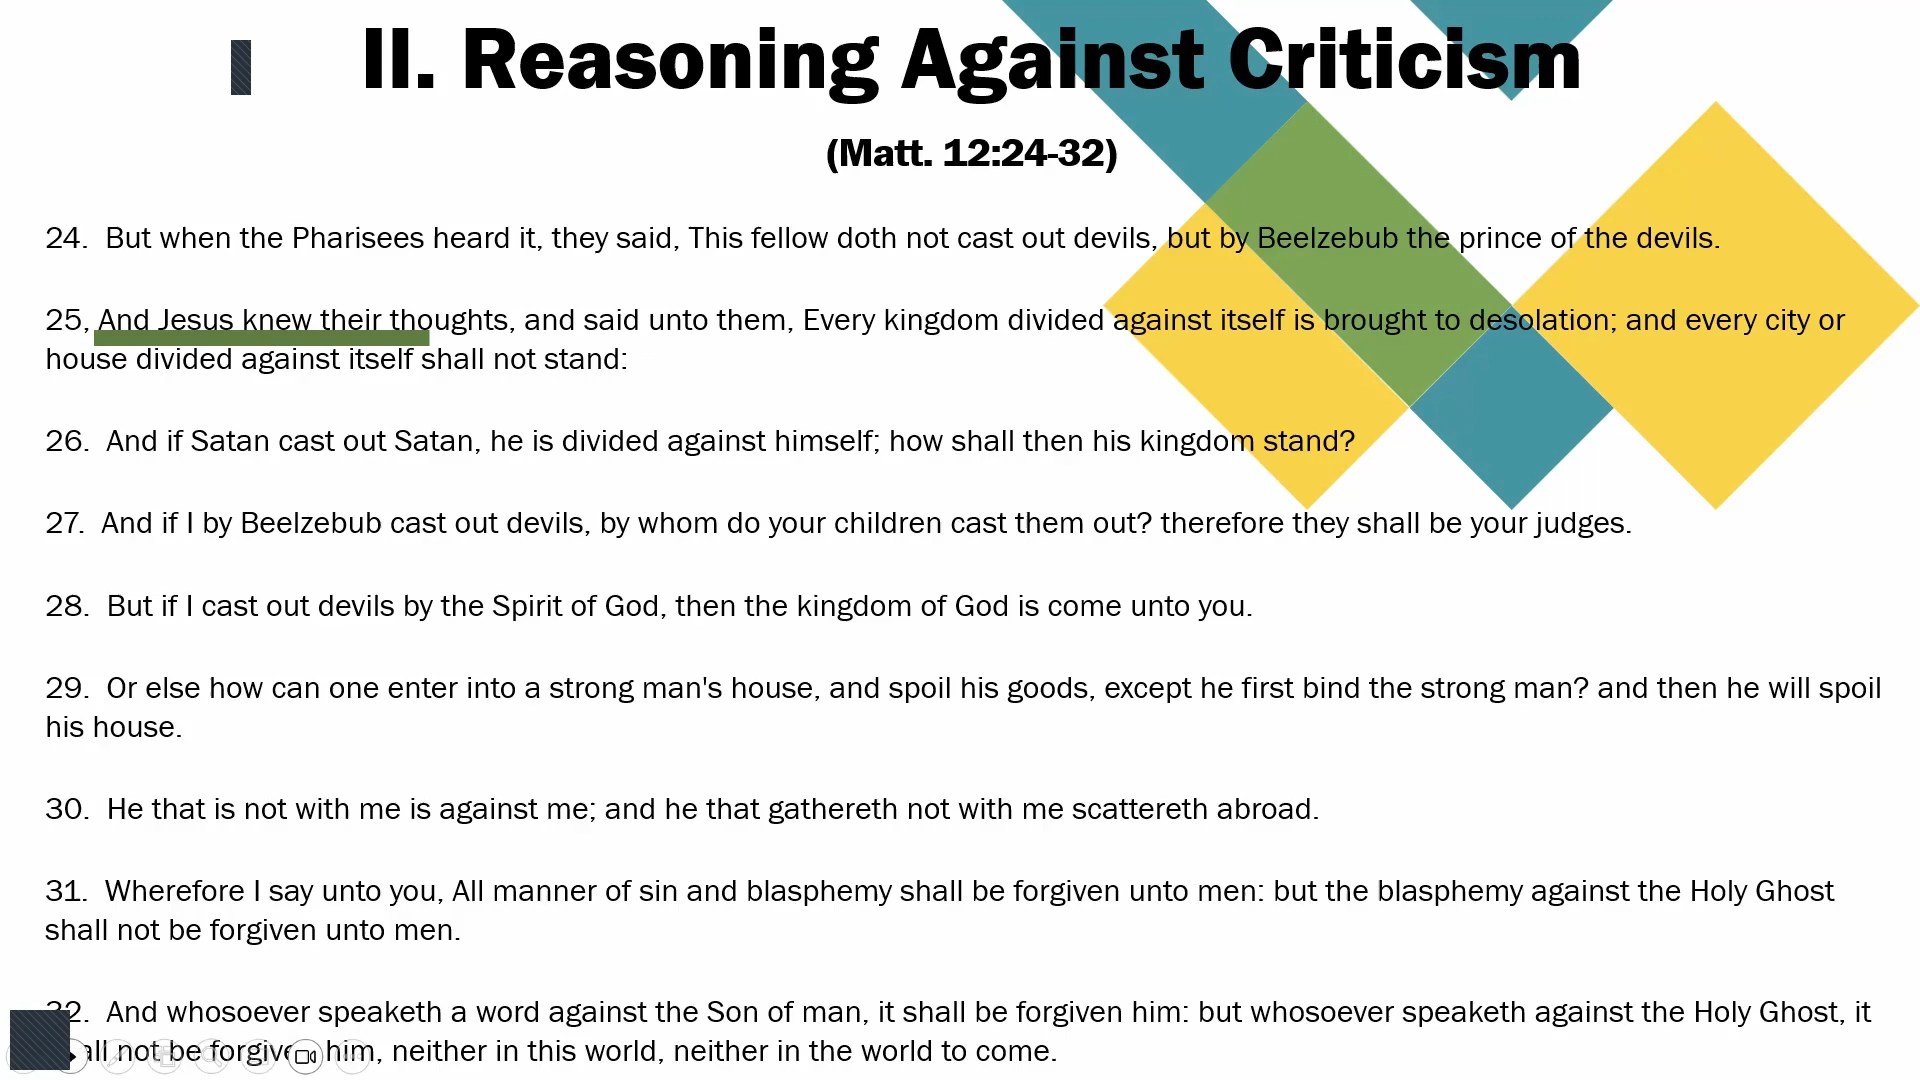 II. Reasoning Against Criticism
(Matt. 12:24-32)
24.  But when the Pharisees heard it, they said, This fellow doth not cast out devils, but by Beelzebub the prince of the devils.
25, And Jesus knew their thoughts, and said unto them, Every kingdom divided against itself is brought to desolation; and every city or
house divided against itself shall not stand:
26.  And if Satan cast out Satan, he is divided against himself; how shall then his kingdom stand?
27.  And if I by Beelzebub cast out devils, by whom do your children cast them out? therefore they shall be your judges.
28.  But if I cast out devils by the Spirit of God, then the kingdom of God is come unto you.
29.  Or else how can one enter into a strong man's house, and spoil his goods, except he first bind the strong man? and then he will spoil
his house.
30.  He that is not with me is against me; and he that gathereth not with me scattereth abroad.
31.  Wherefore I say unto you, All manner of sin and blasphemy shall be forgiven unto men: but the blasphemy against the Holy Ghost
shall not be forgiven unto men.
32.  And whosoever speaketh a word against the Son of man, it shall be forgiven him: but whosoever speaketh against the Holy Ghost, it
not be forgiven him, neither in this world, neither in the world to come.